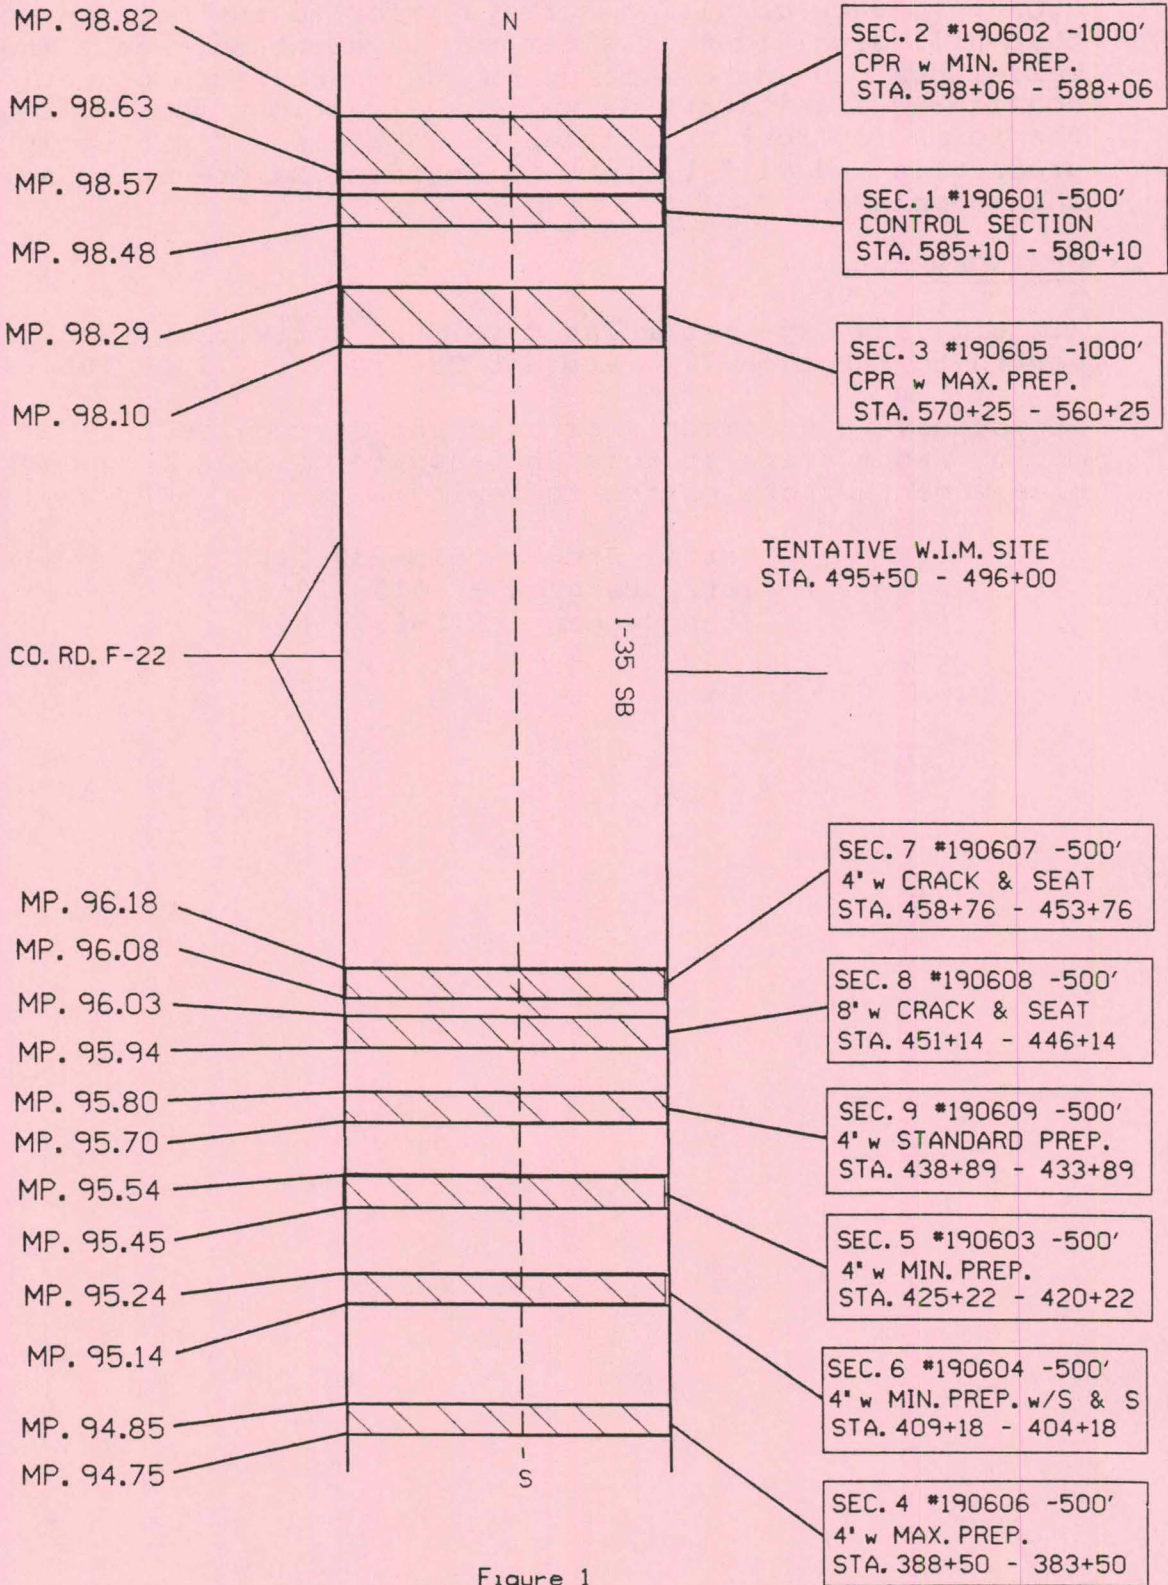 MP. 98.82
N
SEC. 2 #190602 -1000'
CPR w MIN. PREP.
STA. 598+06 - 588+06
MP. 98.63
MP. 98.57
SEC. 1 #190601 -500'
CONTROL SECTION
STA. 585+10 - 580+10
MP. 98.48
MP. 98.29
SEC. 3 #190605 -1000'
CPR w MAX. PREP.
STA. 570+25 - 560+25
MP. 98.10
TENTATIVE W.I.M. SITE
STA. 495+50 - 496+00
CO. RD. F-22
I-35 SB
SEC. 7 #190607 -500'
4" w CRACK & SEAT
STA. 458+76 - 453+76
MP. 96.18
MP. 96.08
SEC. 8 #190608 -500'
8" w CRACK & SEAT
STA. 451+14 - 446+14
MP. 96.03
MP. 95.94
MP. 95.80
SEC. 9 #190609 -500'
4" w STANDARD PREP.
STA. 438+89 - 433+89
MP. 95.70
MP. 95.54
MP. 95.45
SEC. 5 #190603 -500'
4" w MIN. PREP.
STA. 425+22 - 420+22
MP. 95.24
MP. 95.14
SEC. 6 #190604 -500'
4" w MIN. PREP. w/S & S
STA. 409+18 - 404+18
MP. 94.85
MP. 94.75
S
SEC. 4 #190606 -500'
4" w MAX. PREP.
STA. 388+50 - 383+50
Figure 1